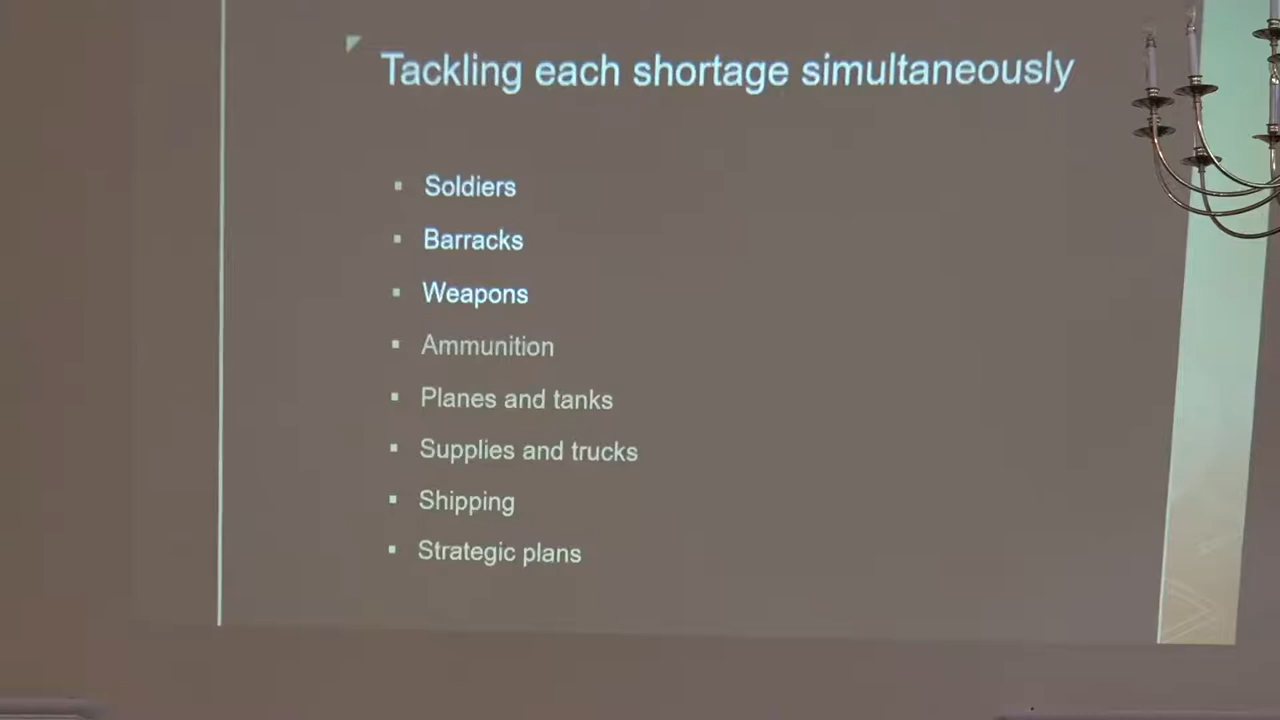 Tackling each shortage simultaneously
▪ Soldiers
▪ Barracks
▪ Weapons
▪ Ammunition
▪ Planes and tanks
▪ Supplies and trucks
▪ Shipping
▪ Strategic plans